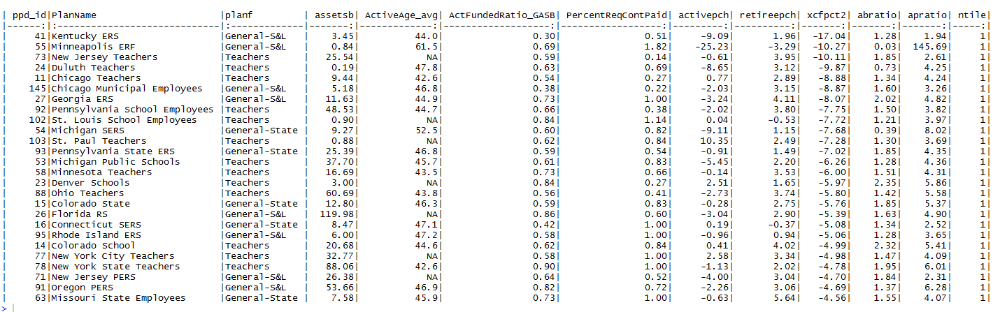 | ppd_id|PlanName |planf | assetsb| ActiveAge_avg| ActFundedRatio_GASB| PercentReqContPaid| activepch| retireepch| xcfpct2| abratio| apratio| ntile|
|------:|:-----------------------------|:-------------|-------:|-------------:|-------------------:|------------------:|---------:|----------:|-------:|-------:|-------:|-----:|
| 41|Kentucky ERS |General-S&L | 3.45| 44.0| 0.30| 0.51| -9.09| 1.96| -17.04| 1.28| 1.94| 1|
| 55|Minneapolis ERF |General-S&L | 0.84| 61.5| 0.69| 1.82| -25.23| -3.29| -10.27| 0.03| 145.69| 1|
| 73|New Jersey Teachers |Teachers | 25.54| NA| 0.59| 0.14| -0.61| 3.95| -10.11| 1.85| 2.61| 1|
| 24|Duluth Teachers |Teachers | 0.19| 47.8| 0.63| 0.69| -8.65| 3.12| -9.87| 0.73| 4.25| 1|
| 11|Chicago Teachers |Teachers | 9.44| 42.6| 0.54| 0.27| 0.77| 2.89| -8.88| 1.34| 4.24| 1|
| 145|Chicago Municipal Employees |General-S&L | 5.18| 46.8| 0.38| 0.22| -2.03| 3.15| -8.87| 1.60| 3.26| 1|
| 27|Georgia ERS |General-S&L | 11.63| 44.9| 0.73| 1.00| -3.24| 4.11| -8.07| 2.02| 4.82| 1|
| 92|Pennsylvania School Employees |Teachers | 48.53| 44.7| 0.66| 0.38| -2.02| 3.80| -7.75| 1.50| 3.82| 1|
| 102|St. Louis School Employees |Teachers | 0.90| NA| 0.84| 1.14| 0.04| -0.53| -7.72| 1.21| 3.97| 1|
| 54|Michigan SERS |General-State | 9.27| 52.5| 0.60| 0.82| -9.11| 1.15| -7.68| 0.39| 8.02| 1|
| 103|St. Paul Teachers |Teachers | 0.88| NA| 0.62| 0.84| 10.35| 2.49| -7.28| 1.30| 3.69| 1|
| 93|Pennsylvania State ERS |General-State | 25.39| 46.8| 0.59| 0.54| -0.91| 1.49| -7.02| 1.85| 4.35| 1|
| 53|Michigan Public Schools |Teachers | 37.70| 45.7| 0.61| 0.83| -5.45| 2.20| -6.26| 1.28| 4.36| 1|
| 58|Minnesota Teachers |Teachers | 16.69| 43.5| 0.73| 0.66| -0.14| 3.53| -6.00| 1.51| 4.31| 1|
| 23|Denver Schools |Teachers | 3.00| NA| 0.84| 0.27| 2.51| 1.65| -5.97| 2.35| 5.86| 1|
| 88|Ohio Teachers |Teachers | 60.69| 43.8| 0.56| 0.41| -2.73| 3.74| -5.80| 1.42| 5.58| 1|
| 15|Colorado State |General-State | 12.80| 46.3| 0.59| 0.83| -0.28| 2.75| -5.76| 1.85| 5.37| 1|
| 26|Florida RS |General-S&L | 119.98| NA| 0.86| 0.60| -3.04| 2.90| -5.39| 1.63| 4.90| 1|
| 16|Connecticut SERS |General-State | 8.47| 47.1| 0.42| 1.00| 0.19| -0.37| -5.08| 1.34| 2.52| 1|
| 95|Rhode Island ERS |General-S&L | 6.00| 47.2| 0.58| 1.00| -0.96| 0.94| -5.06| 1.28| 3.65| 1|
| 14|Colorado School |Teachers | 20.68| 44.6| 0.62| 0.84| 0.41| 4.02| -4.99| 2.32| 5.41| 1|
| 77|New York City Teachers |Teachers | 32.77| NA| 0.58| 1.00| 2.58| 3.34| -4.98| 1.47| 4.09| 1|
| 78|New York State Teachers |Teachers | 88.06| 42.6| 0.90| 1.00| -1.13| 2.02| -4.78| 1.95| 6.01| 1|
| 71|New Jersey PERS |General-S&L | 26.38| NA| 0.64| 0.52| -4.00| 3.04| -4.70| 1.84| 2.31| 1|
| 91|Oregon PERS |General-S&L | 53.66| 46.9| 0.82| 0.72| -2.26| 3.06| -4.69| 1.37| 6.28| 1|
| 63|Missouri State Employees |General-State | 7.58| 45.9| 0.73| 1.00| -0.63| 5.64| -4.56| 1.55| 4.07| 1|
>